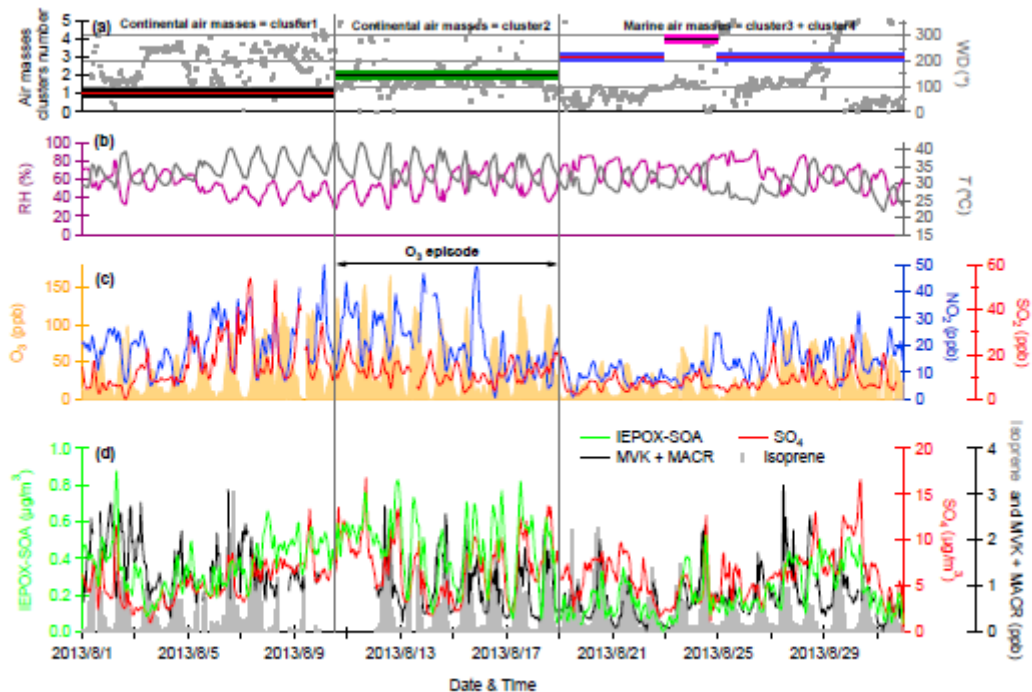 Continental air masses = cluster1
Continental air masses = cluster2
Marine air masses = cluster3 + cluster4
(a)
Air masses
clusters number
5
4
3
2
1
0
300
200
100
0
WD (°)
(b)
RH (%)
100
80
60
40
20
0
40
35
30
25
20
15
T (°C)
O3 episode
(c)
O3 (ppb)
150
100
50
0
50
40
30
20
10
0
NO2 (ppb)
60
40
20
0
SO2 (ppb)
(d)
IEPOX-SOA
SO4
MVK + MACR
Isoprene
IEPOX-SOA (µg/m3)
1.0
0.8
0.6
0.4
0.2
0.0
20
15
10
5
0
SO4 (µg/m3)
4
3
2
1
0
Isoprene and MVK + MACR (ppb)
2013/8/1
2013/8/5
2013/8/9
2013/8/13
2013/8/17
2013/8/21
2013/8/25
2013/8/29
Date & Time